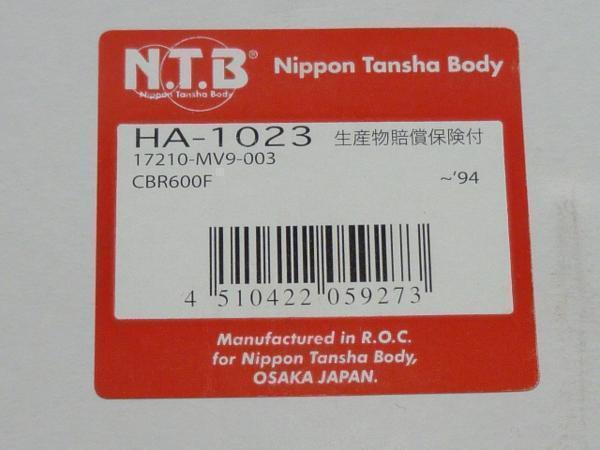 N.T.B®
Nippon Tansha Body
Nippon Tansha Body
HA-1023 生産物賠償保険付
17210-MV9-003
CBR600F ~'94
4 510422 059273
Manufactured in R.O.C.
for Nippon Tansha Body,
OSAKA JAPAN.